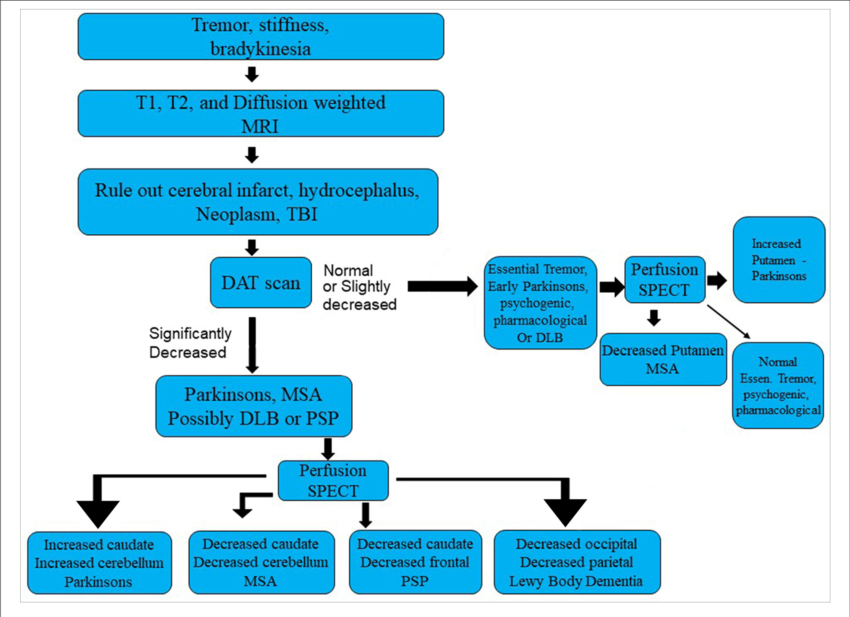 Tremor, stiffness,
bradykinesia
T1, T2, and Diffusion weighted
MRI
Rule out cerebral infarct, hydrocephalus,
Neoplasm, TBI
DAT scan
Normal
or Slightly
decreased
Essential Tremor,
Early Parkinsons,
psychogenic,
pharmacological
Or DLB
Perfusion
SPECT
Increased
Putamen -
Parkinsons
Decreased Putamen
MSA
Normal
Essen. Tremor,
psychogenic,
pharmacological
Significantly
Decreased
Parkinsons, MSA
Possibly DLB or PSP
Perfusion
SPECT
Increased caudate
Increased cerebellum
Parkinsons
Decreased caudate
Decreased cerebellum
MSA
Decreased caudate
Decreased frontal
PSP
Decreased occipital
Decreased parietal
Lewy Body Dementia